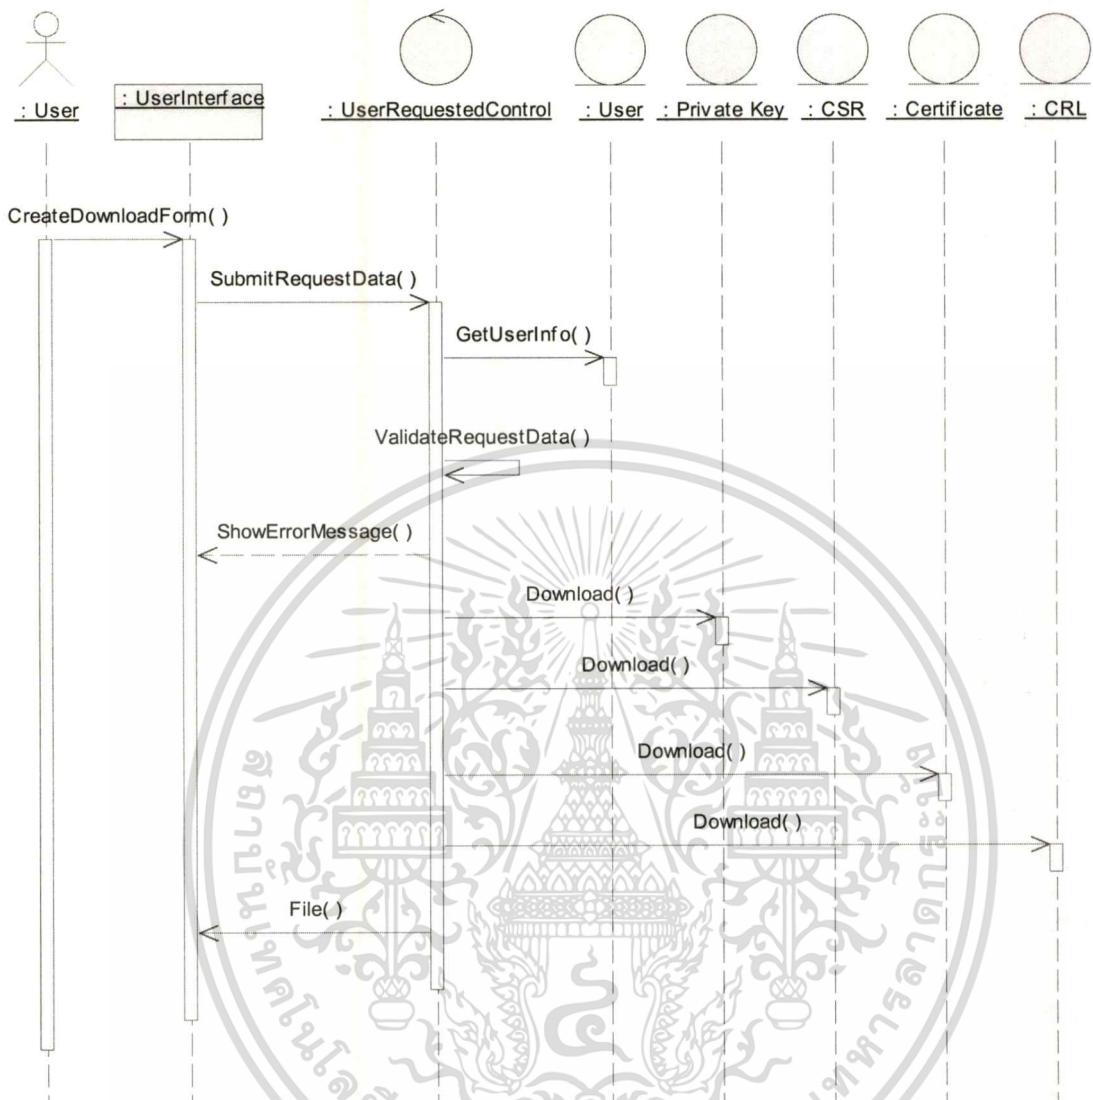 : User
: UserInterface
: UserRequestedControl
: User
: Private Key
: CSR
: Certificate
: CRL
CreateDownloadForm( )
SubmitRequestData( )
GetUserInfo( )
ValidateRequestData( )
ShowErrorMessage( )
Download( )
Download( )
Download( )
Download( )
File( )